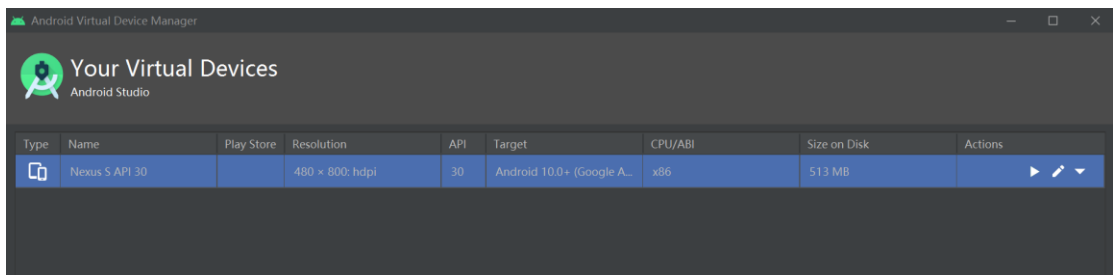 Android Virtual Device Manager
Your Virtual Devices
Android Studio
Type Name Play Store Resolution API Target CPU/ABI Size on Disk Actions
Nexus S API 30 480 × 800: hdpi 30 Android 10.0+ (Google A... x86 513 MB